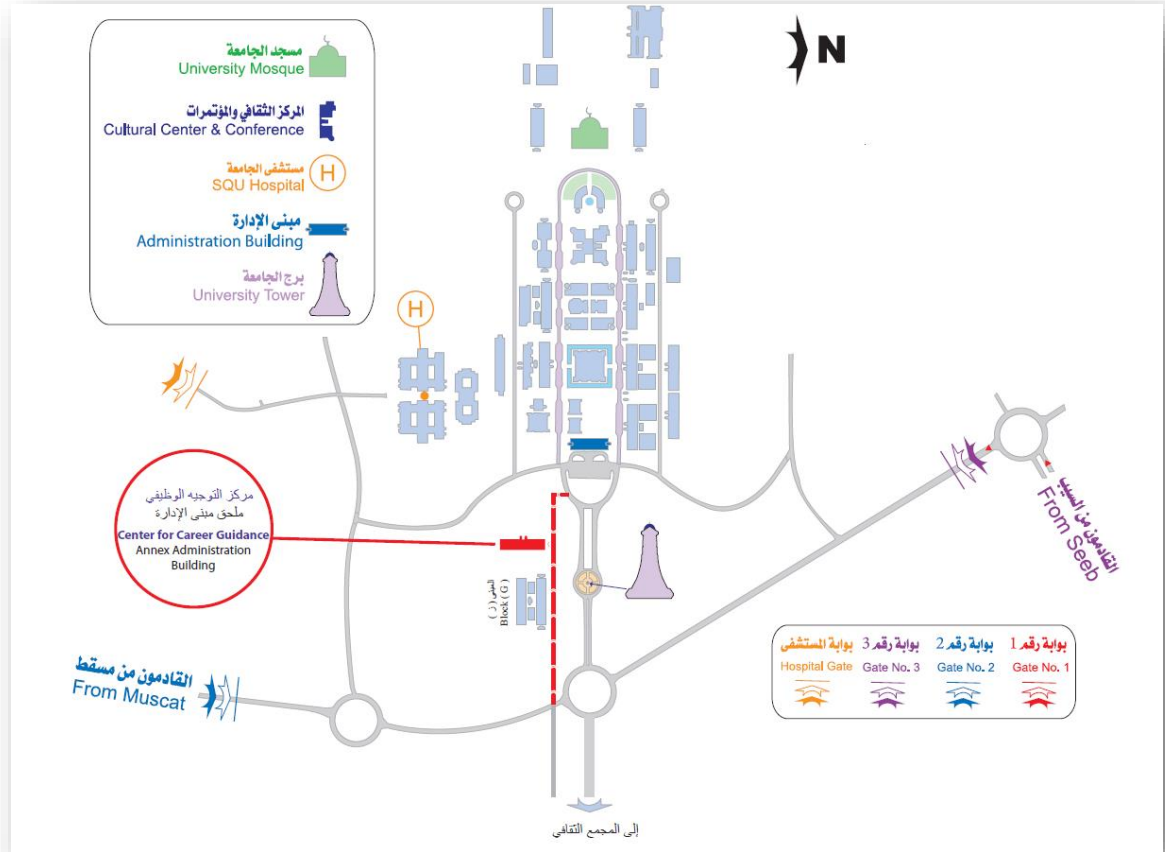 مسجد الجامعة
University Mosque
المركز الثقافي والمؤتمرات
Cultural Center & Conference
مستشفى الجامعة
SQU Hospital
H
مبنى الإدارة
Administration Building
برج الجامعة
University Tower
N
H
مركز التوجيه الوظيفي
ملحق مبنى الإدارة
Center for Career Guidance
Annex Administration
Building
المبنى ( ز )
Block ( G )
القادمون من السيب
From Seeb
القادمون من مسقط
From Muscat
بوابة رقم 1
Gate No. 1
بوابة رقم 2
Gate No. 2
بوابة رقم 3
Gate No. 3
بوابة المستشفى
Hospital Gate
إلى المجمع الثقافي